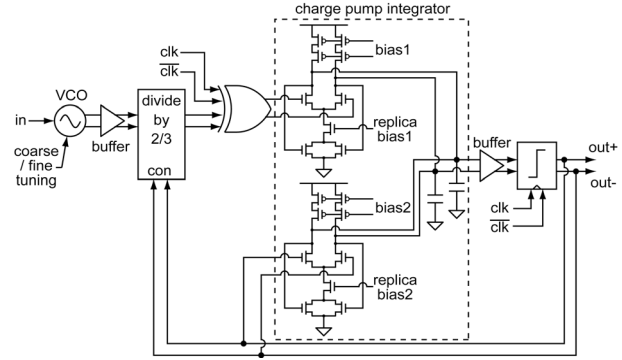 charge pump integrator
clk
clk
bias1
VCO
in
buffer
coarse
/ fine
tuning
divide
by
2/3
con
replica
bias1
buffer
out+
out-
clk
clk
bias2
replica
bias2